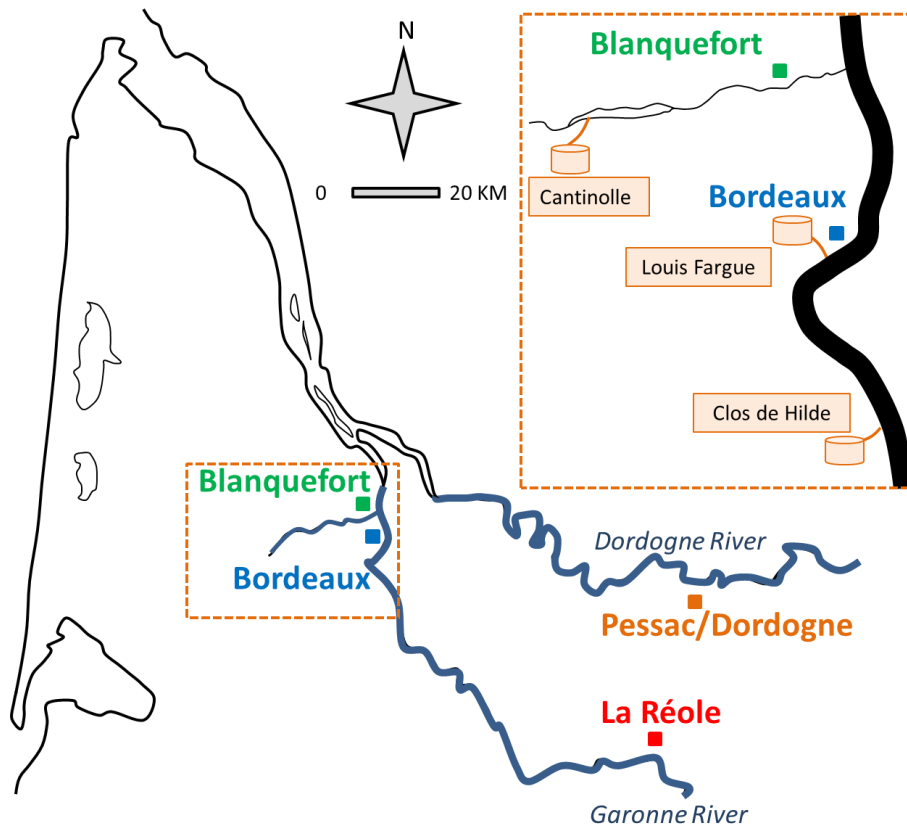 N
0 20 KM
Blanquefort
Cantinolle
Bordeaux
Louis Fargue
Clos de Hilde
Blanquefort
Bordeaux
Dordogne River
Pessac/Dordogne
La Réole
Garonne River